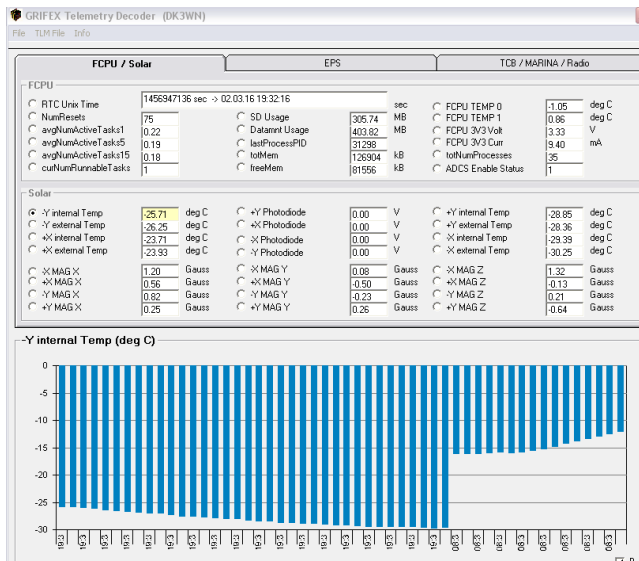 GRIFEX Telemetry Decoder (DK3WN)
File TLM File Info
FCPU / Solar EPS TCB / MARINA / Radio
FCPU
RTC Unix Time 1456947136 sec -> 02.03.16 19:32:16 sec FCPU TEMP 0 -1.05 deg C
NumResets 75 SD Usage 305.74 MB FCPU TEMP 1 0.86 deg C
avgNumActiveTasks1 0.22 Datamnt Usage 403.82 MB FCPU 3V3 Volt 3.33 V
avgNumActiveTasks5 0.19 lastProcessPID 31298 FCPU 3V3 Curr 9.40 mA
avgNumActiveTasks15 0.18 totMem 126904 kB totNumProcesses 35
curNumRunnableTasks 1 freeMem 81556 kB ADCS Enable Status 1
Solar
-Y internal Temp -25.71 deg C +Y Photodiode 0.00 V +Y internal Temp -28.85 deg C
-Y external Temp -26.25 deg C +X Photodiode 0.00 V +Y external Temp -28.36 deg C
+X internal Temp -23.71 deg C -X Photodiode 0.00 V -X internal Temp -29.39 deg C
+X external Temp -23.93 deg C -Y Photodiode 0.00 V -X external Temp -30.25 deg C
-X MAG X 1.20 Gauss -X MAG Y 0.08 Gauss -X MAG Z 1.32 Gauss
+X MAG X 0.56 Gauss +X MAG Y -0.50 Gauss +X MAG Z -0.13 Gauss
-Y MAG X 0.82 Gauss -Y MAG Y -0.23 Gauss -Y MAG Z 0.21 Gauss
+Y MAG X 0.25 Gauss +Y MAG Y 0.26 Gauss +Y MAG Z -0.64 Gauss
-Y internal Temp (deg C)
0
-5
-10
-15
-20
-25
-30